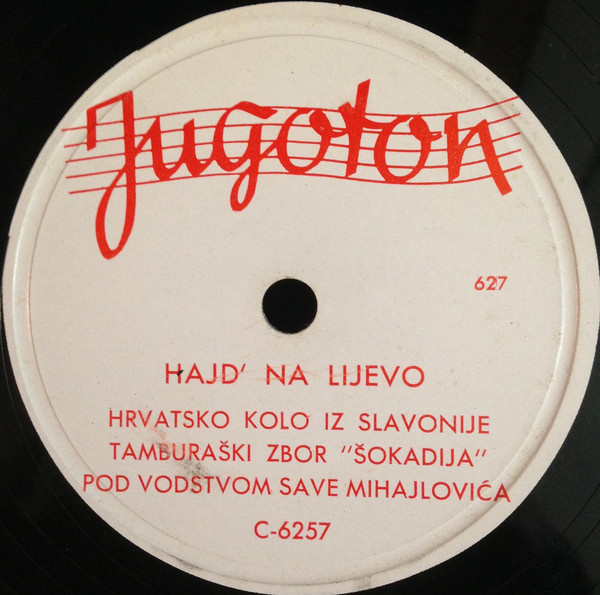 Jugoton
627
HAJD' NA LIJEVO
HRVATSKO KOLO IZ SLAVONIJE
TAMBURAŠKI ZBOR "ŠOKADIJA"
POD VODSTVOM SAVE MIHAJLOVIĆA
C-6257